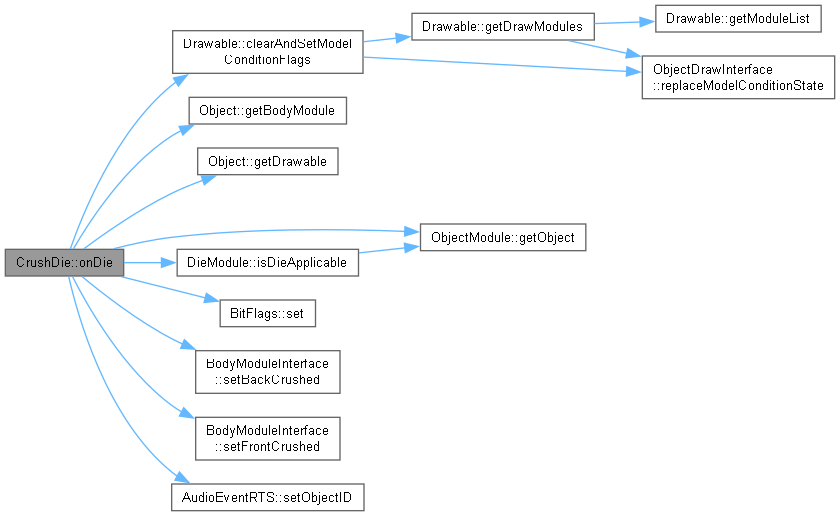 CrushDie::onDie
Drawable::clearAndSetModel
ConditionFlags
Drawable::getDrawModules
Drawable::getModuleList
ObjectDrawInterface
::replaceModelConditionState
Object::getBodyModule
Object::getDrawable
ObjectModule::getObject
DieModule::isDieApplicable
BitFlags::set
BodyModuleInterface
::setBackCrushed
BodyModuleInterface
::setFrontCrushed
AudioEventRTS::setObjectID